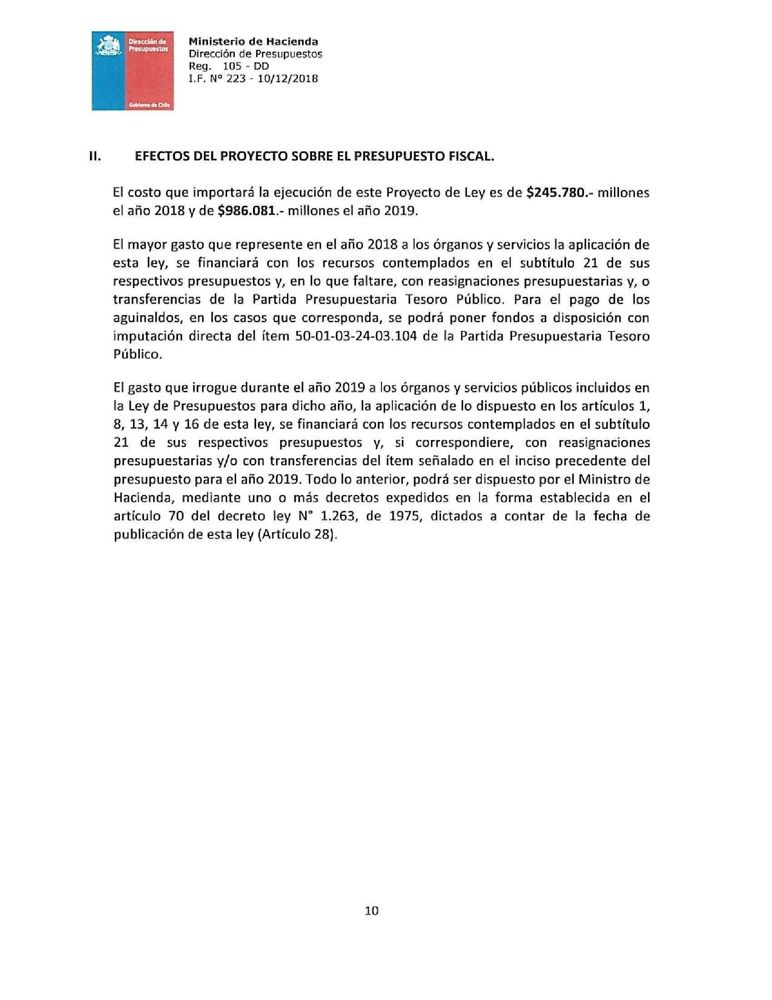 Dirección de
Presupuestos
Gobierno de Chile
Ministerio de Hacienda
Dirección de Presupuestos
Reg. 105 - DD
I.F. Nº 223 - 10/12/2018
II. EFECTOS DEL PROYECTO SOBRE EL PRESUPUESTO FISCAL.
El costo que importará la ejecución de este Proyecto de Ley es de $245.780.- millones
el año 2018 y de $986.081.- millones el año 2019.
El mayor gasto que represente en el año 2018 a los órganos y servicios la aplicación de
esta ley, se financiará con los recursos contemplados en el subtítulo 21 de sus
respectivos presupuestos y, en lo que faltare, con reasignaciones presupuestarias y, o
transferencias de la Partida Presupuestaria Tesoro Público. Para el pago de los
aguinaldos, en los casos que corresponda, se podrá poner fondos a disposición con
imputación directa del ítem 50-01-03-24-03.104 de la Partida Presupuestaria Tesoro
Público.
El gasto que irrogue durante el año 2019 a los órganos y servicios públicos incluidos en
la Ley de Presupuestos para dicho año, la aplicación de lo dispuesto en los artículos 1,
8, 13, 14 y 16 de esta ley, se financiará con los recursos contemplados en el subtítulo
21 de sus respectivos presupuestos y, si correspondiere, con reasignaciones
presupuestarias y/o con transferencias del ítem señalado en el inciso precedente del
presupuesto para el año 2019. Todo lo anterior, podrá ser dispuesto por el Ministro de
Hacienda, mediante uno o más decretos expedidos en la forma establecida en el
artículo 70 del decreto ley N° 1.263, de 1975, dictados a contar de la fecha de
publicación de esta ley (Artículo 28).
10